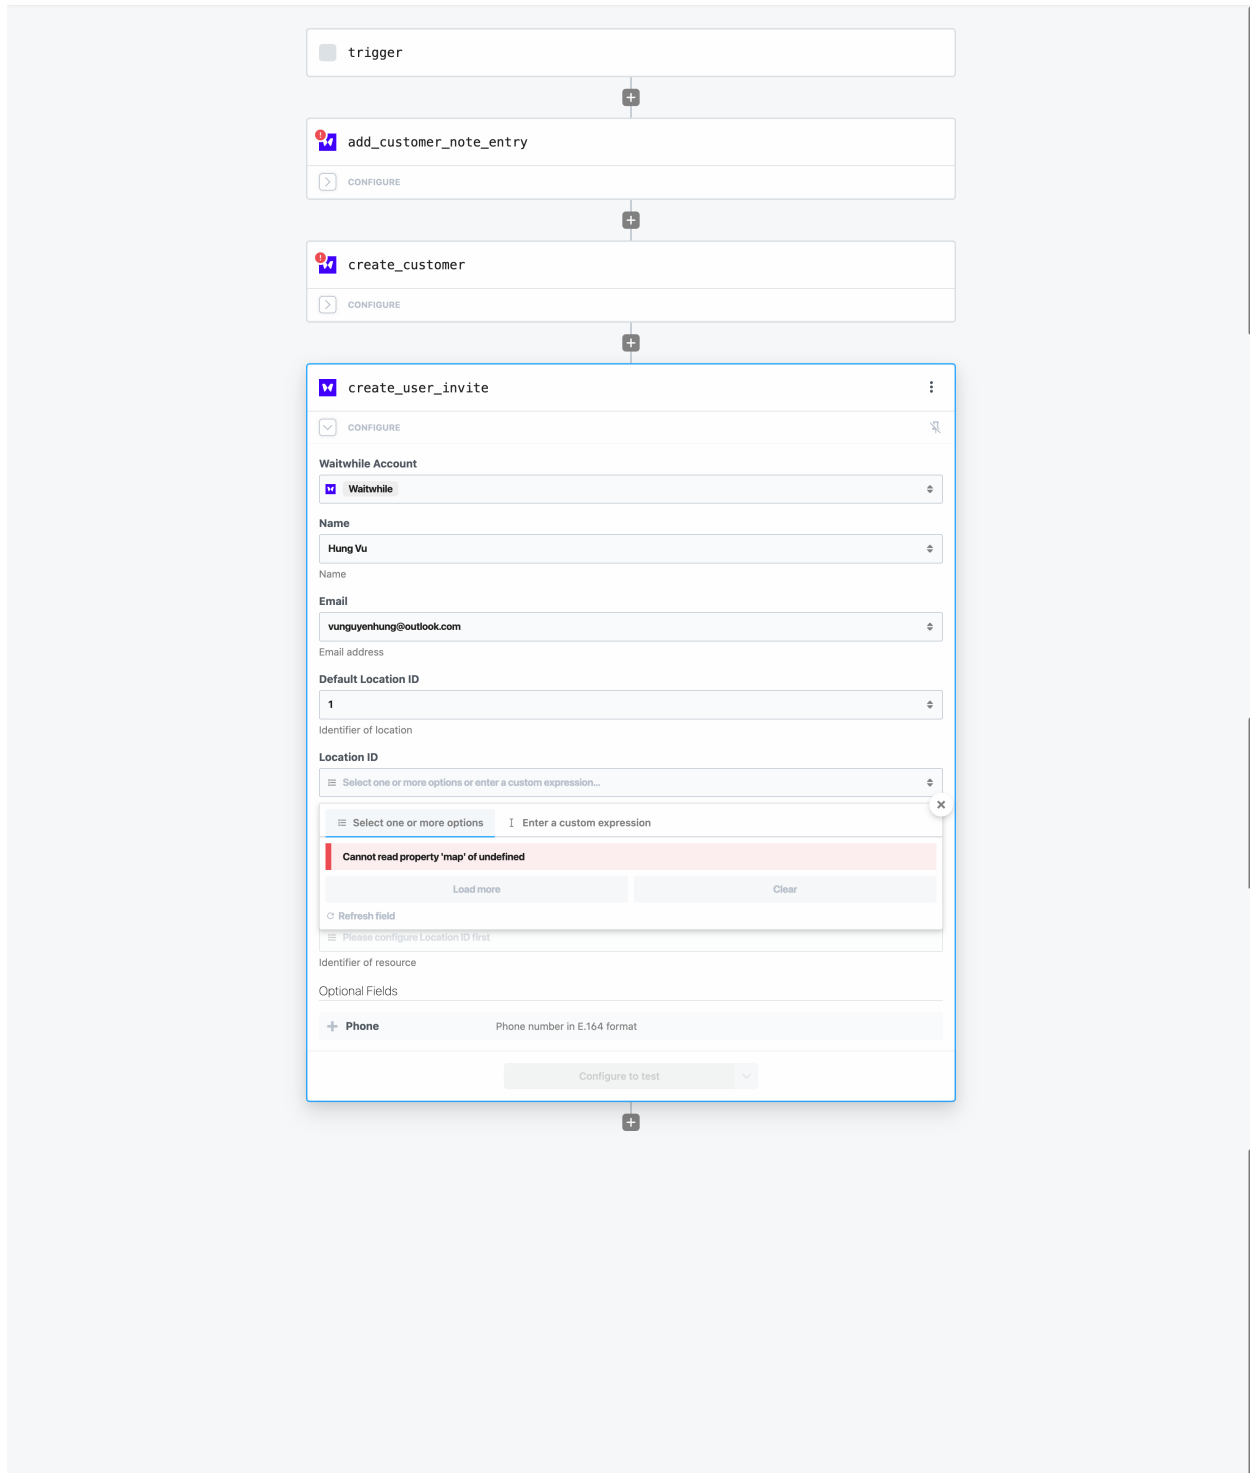 trigger
add_customer_note_entry
CONFIGURE
create_customer
CONFIGURE
create_user_invite
CONFIGURE
Waitwhile Account
Waitwhile
Name
Hung Vu
Name
Email
vunguyenhung@outlook.com
Email address
Default Location ID
1
Identifier of location
Location ID
Select one or more options or enter a custom expression...
Select one or more options Enter a custom expression
Cannot read property 'map' of undefined
Load more Clear
Refresh field
Please configure Location ID first
Identifier of resource
Optional Fields
Phone Phone number in E.164 format
Configure to test